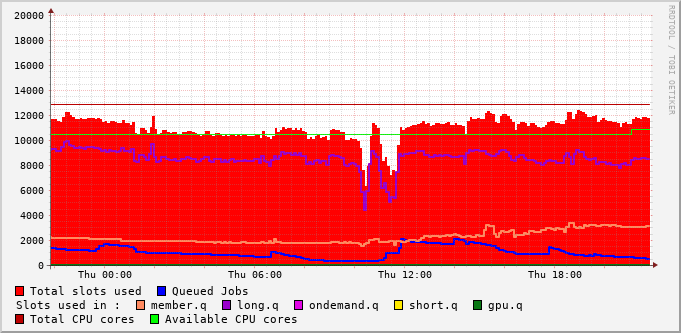 20000
18000
16000
14000
12000
10000
8000
6000
4000
2000
0
Thu 00:00 Thu 06:00 Thu 12:00 Thu 18:00
Total slots used Queued Jobs
Slots used in : member.q long.q ondemand.q short.q gpu.q
Total CPU cores Available CPU cores
RRDTOOL / TOBI OETIKER